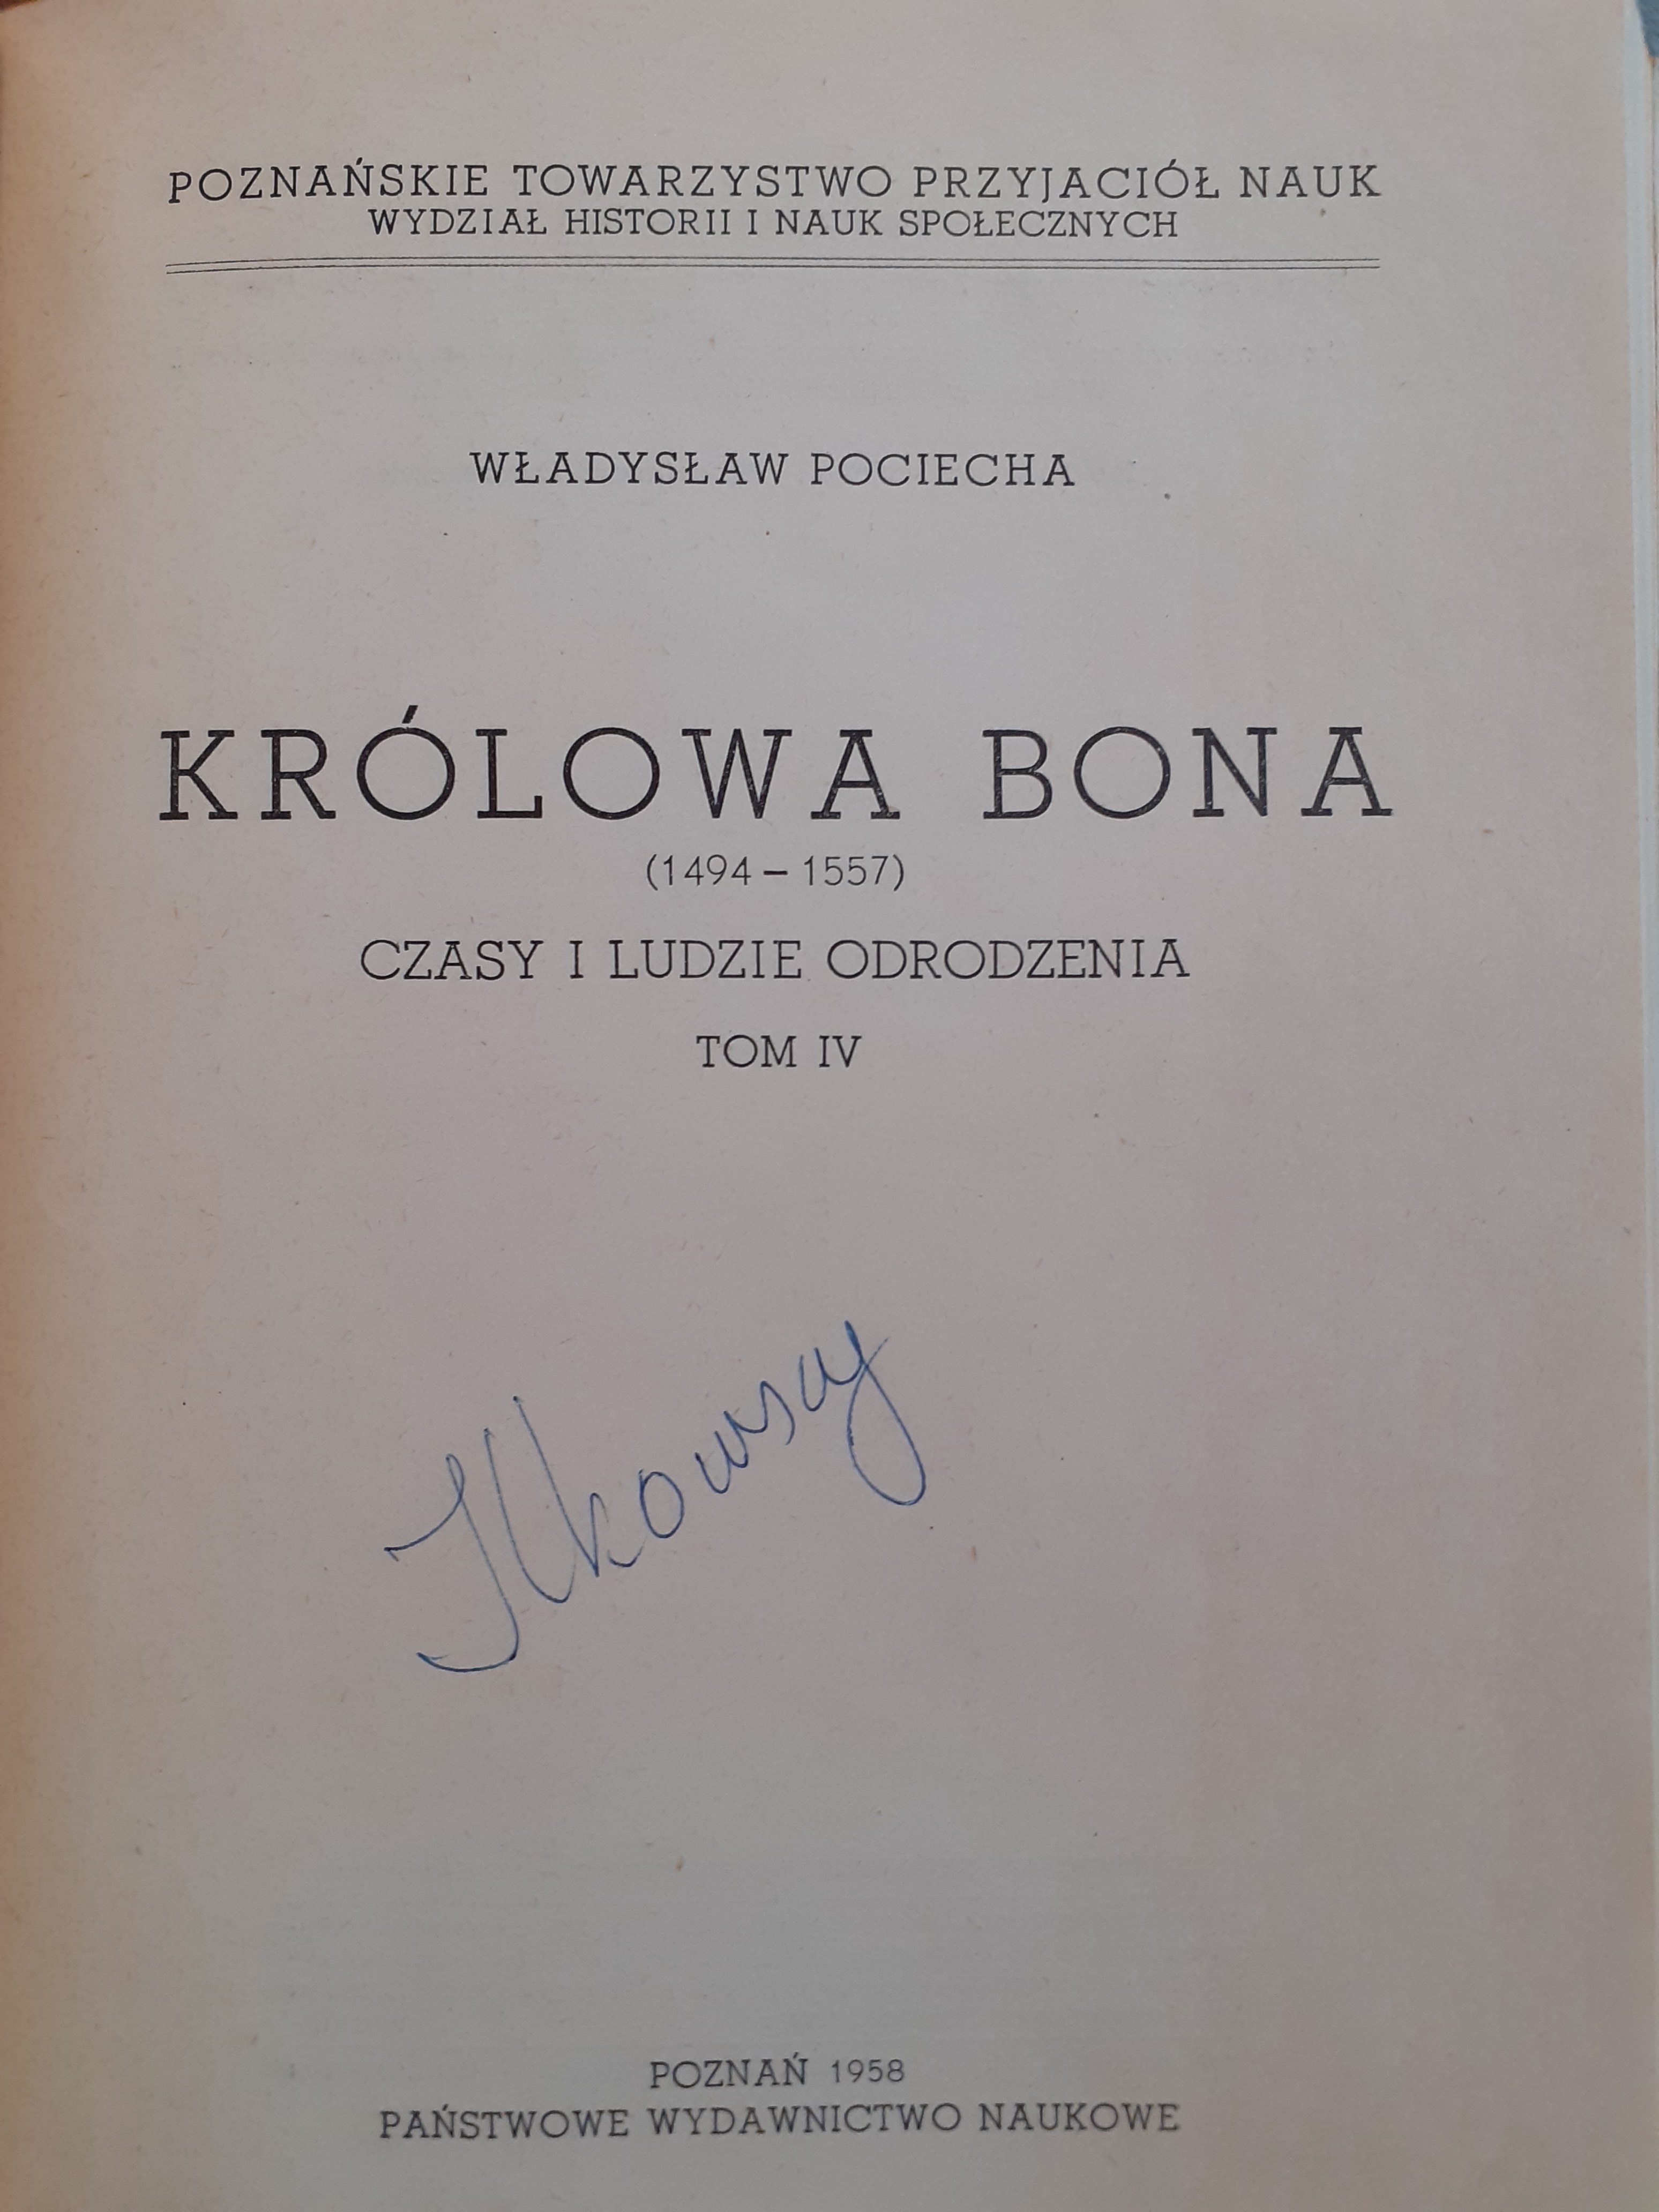 POZNAŃSKIE TOWARZYSTWO PRZYJACIÓŁ NAUK
WYDZIAŁ HISTORII I NAUK SPOŁECZNYCH
WŁADYSŁAW POCIECHA
KRÓLOWA BONA
(1494 – 1557)
CZASY I LUDZIE ODRODZENIA
TOM IV
POZNAŃ 1958
PAŃSTWOWE WYDAWNICTWO NAUKOWE